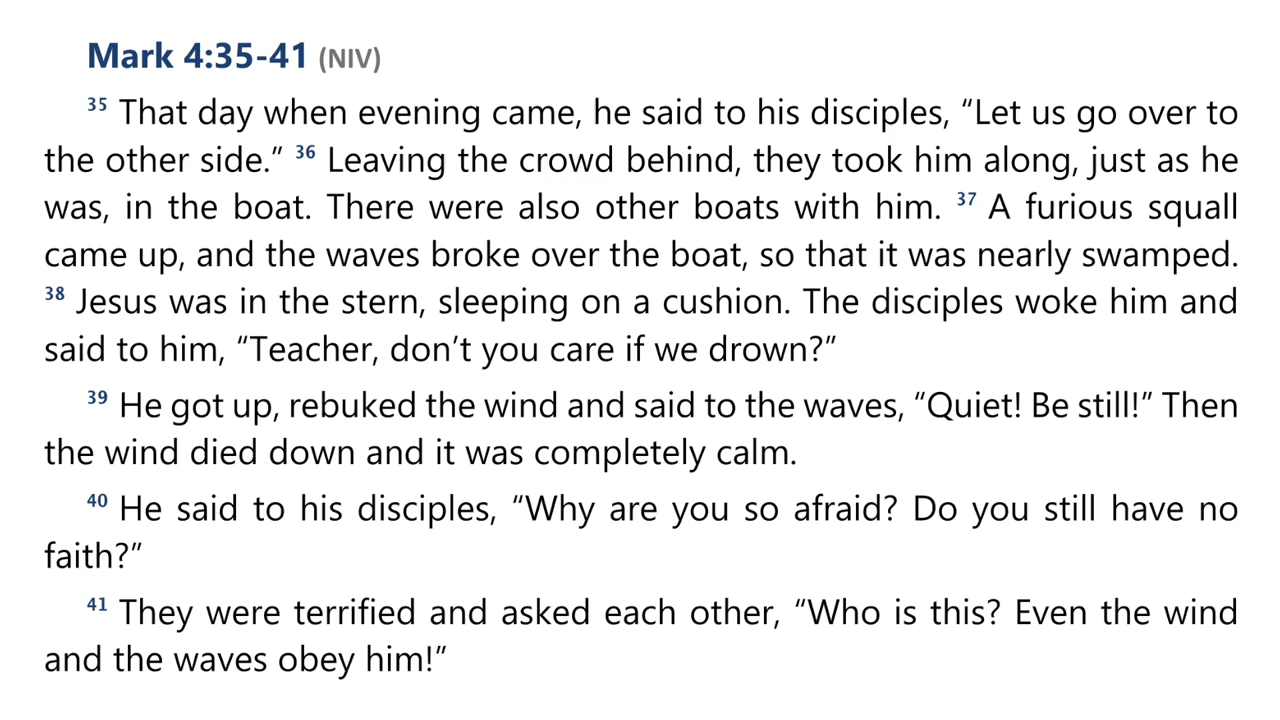 Mark 4:35-41 (NIV)
35 That day when evening came, he said to his disciples, “Let us go over to
the other side.” 36 Leaving the crowd behind, they took him along, just as he
was, in the boat. There were also other boats with him. 37 A furious squall
came up, and the waves broke over the boat, so that it was nearly swamped.
38 Jesus was in the stern, sleeping on a cushion. The disciples woke him and
said to him, “Teacher, don’t you care if we drown?”
39 He got up, rebuked the wind and said to the waves, “Quiet! Be still!” Then
the wind died down and it was completely calm.
40 He said to his disciples, “Why are you so afraid? Do you still have no
faith?”
41 They were terrified and asked each other, “Who is this? Even the wind
and the waves obey him!”